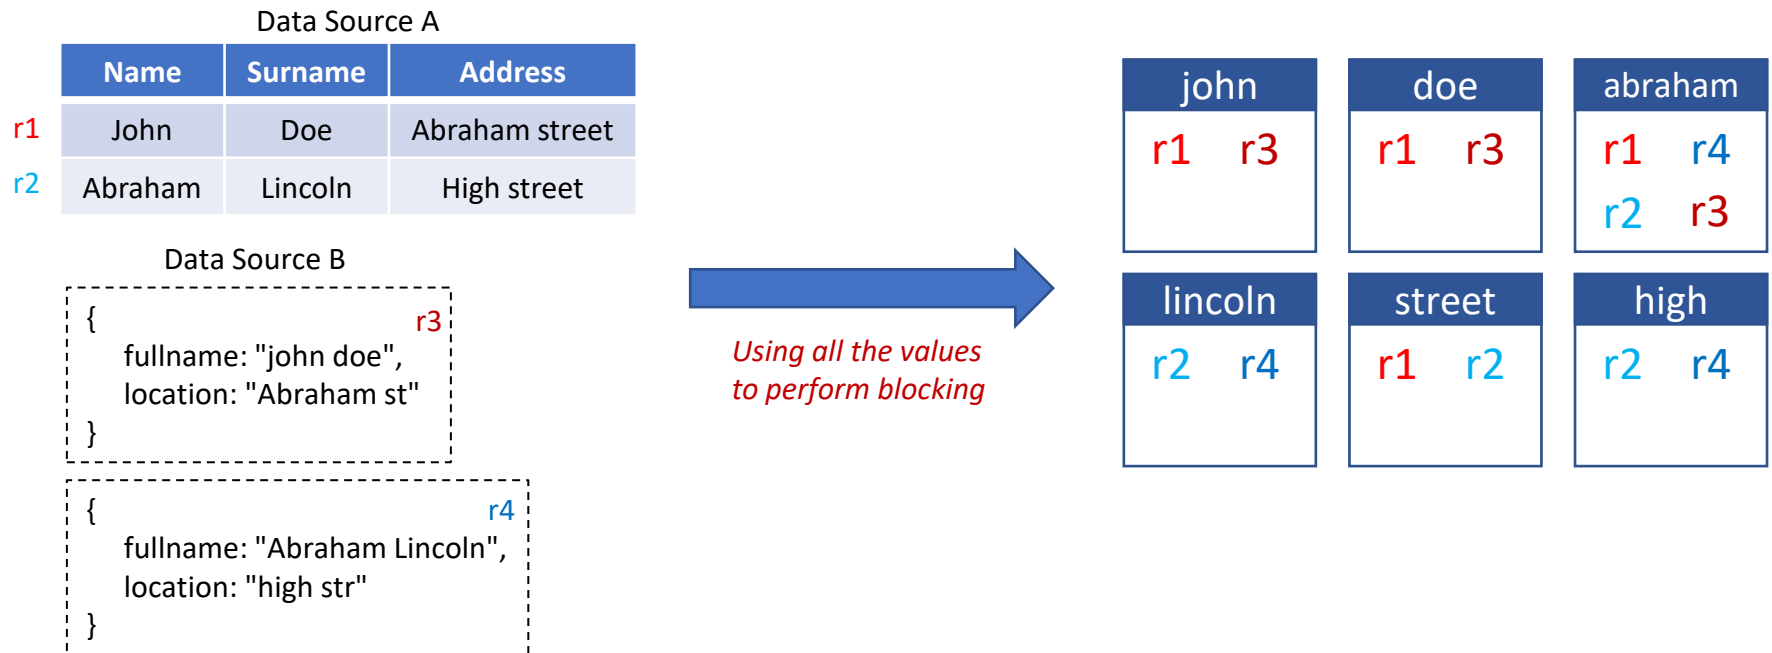 Data Source A
Name Surname Address
r1 John Doe Abraham street
r2 Abraham Lincoln High street
Data Source B
{ r3
fullname: "john doe",
location: "Abraham st"
}
{ r4
fullname: "Abraham Lincoln",
location: "high str"
}
Using all the values
to perform blocking
john doe abraham
r1 r3 r1 r3 r1 r4
r2 r3
lincoln street high
r2 r4 r1 r2 r2 r4